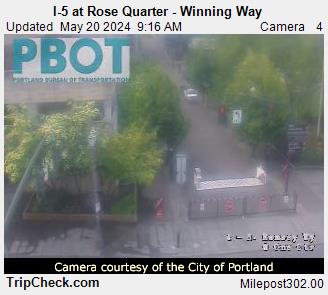 I-5 at Rose Quarter - Winning Way
Updated May 20 2024 9:16 AM Camera 4
PBOT
PORTLAND BUREAU OF TRANSPORTATION
Camera courtesy of the City of Portland
TripCheck.com Milepost302.00